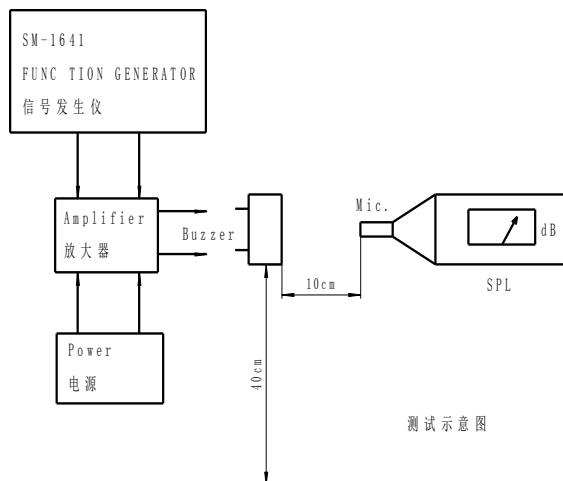 SM-1641
FUNC TION GENERATOR
信号发生仪
Amplifier
放大器
Buzzer
Mic.
dB
10cm
SPL
Power
电源
40cm
测试示意图